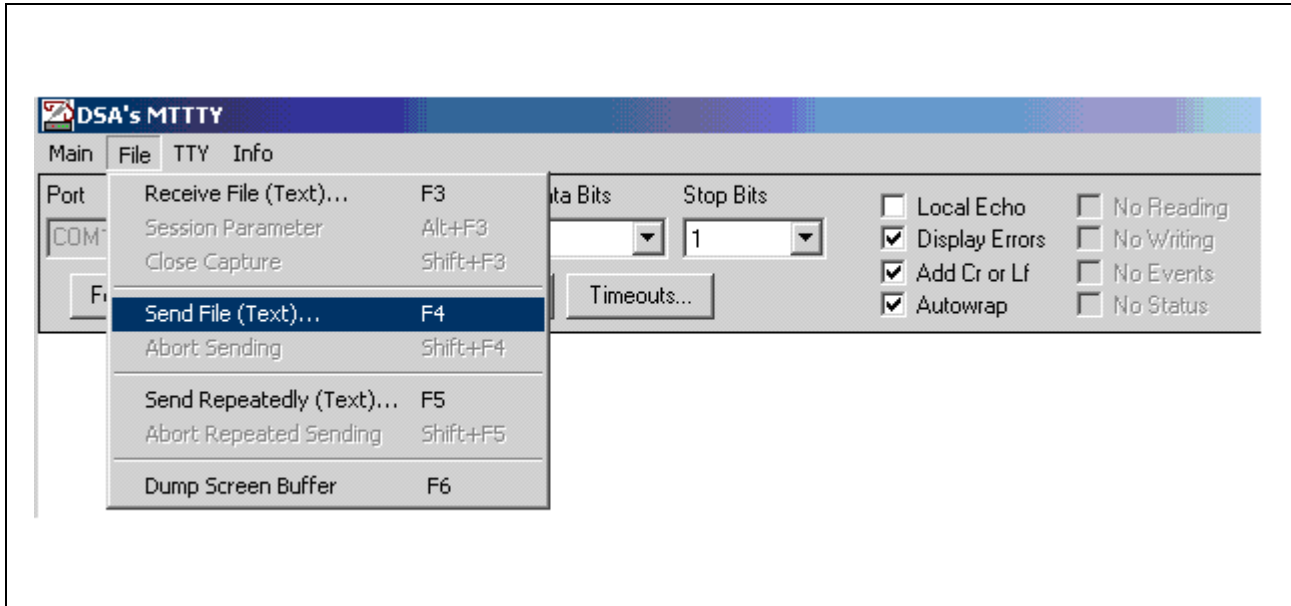 DSA's MTTTY
Main File TTY Info
Port
Data Bits Stop Bits
COM1
1
Timeouts...
Receive File (Text)... F3
Session Parameter Alt+F3
Close Capture Shift+F3
Send File (Text)... F4
Abort Sending Shift+F4
Send Repeatedly (Text)... F5
Abort Repeated Sending Shift+F5
Dump Screen Buffer F6
Local Echo No Reading
Display Errors No Writing
Add Cr or Lf No Events
Autowrap No Status